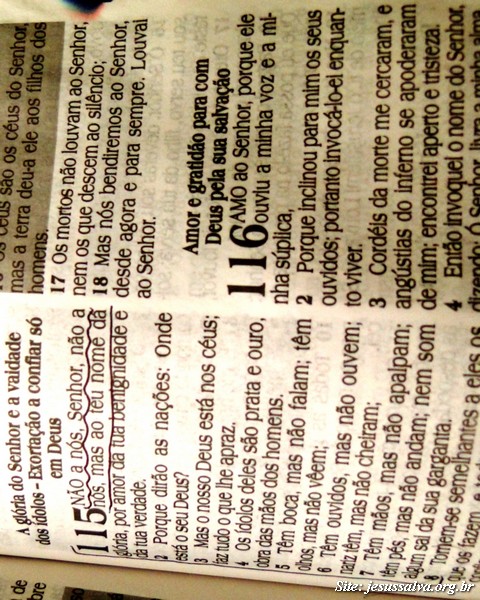 A glória do Senhor e a vaidade
dos ídolos - Exortação a confiar só
em Deus
115 NÃO a nós, Senhor, não a
nós, mas ao teu nome dá
glória, por amor da tua benignidade e
da tua verdade.
2 Porque dirão as nações: Onde
está o seu Deus?
3 Mas o nosso Deus está nos céus;
faz tudo o que lhe apraz.
4 Os ídolos deles são prata e ouro,
obra das mãos dos homens.
5 Têm boca, mas não falam; têm
olhos, mas não vêem;
6 Têm ouvidos, mas não ouvem;
nariz têm, mas não cheiram;
7 Têm mãos, mas não apalpam;
têm pés, mas não andam; nem som
algum sai da sua garganta.
8 Tornem-se semelhantes a eles os
que os fazem, e
16 Os céus são os céus do Senhor,
mas a terra deu-a ele aos filhos dos
homens.
17 Os mortos não louvam ao Senhor,
nem os que descem ao silêncio;
18 Mas nós bendiremos ao Senhor,
desde agora e para sempre. Louvai
ao Senhor.
Amor e gratidão para com
Deus pela sua salvação
116 AMO ao Senhor, porque ele
ouviu a minha voz e a mi-
nha súplica,
2 Porque inclinou para mim os seus
ouvidos; portanto invocá-lo-ei enquan-
to viver.
3 Cordéis da morte me cercaram, e
angústias do inferno se apoderaram
de mim; encontrei aperto e tristeza.
4 Então invoquei o nome do Senhor,
dizendo: Ó Senhor, livra a minha alma
Site: jesussalva.org.br